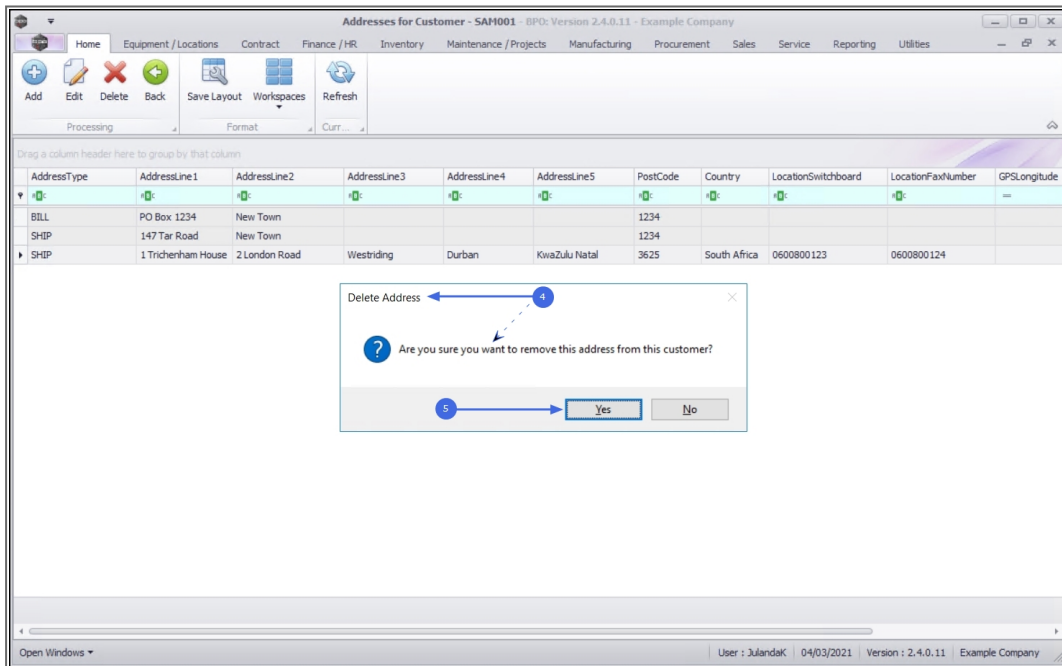 Addresses for Customer - SAM001 - BPO: Version 2.4.0.11 - Example Company
Home Equipment / Locations Contract Finance / HR Inventory Maintenance / Projects Manufacturing Procurement Sales Service Reporting Utilities
Add Edit Delete Back Save Layout Workspaces Refresh
Processing Format Curr...
Drag a column header here to group by that column
AddressType AddressLine1 AddressLine2 AddressLine3 AddressLine4 AddressLine5 PostCode Country LocationSwitchboard LocationFaxNumber GPSLongitude
BILL PO Box 1234 New Town 1234
SHIP 147 Tar Road New Town 1234
SHIP 1 Trichenham House 2 London Road Westriding Durban KwaZulu Natal 3625 South Africa 0600800123 0600800124
Delete Address 4
Are you sure you want to remove this address from this customer?
5 Yes No
Open Windows User : JulandaK 04/03/2021 Version : 2.4.0.11 Example Company